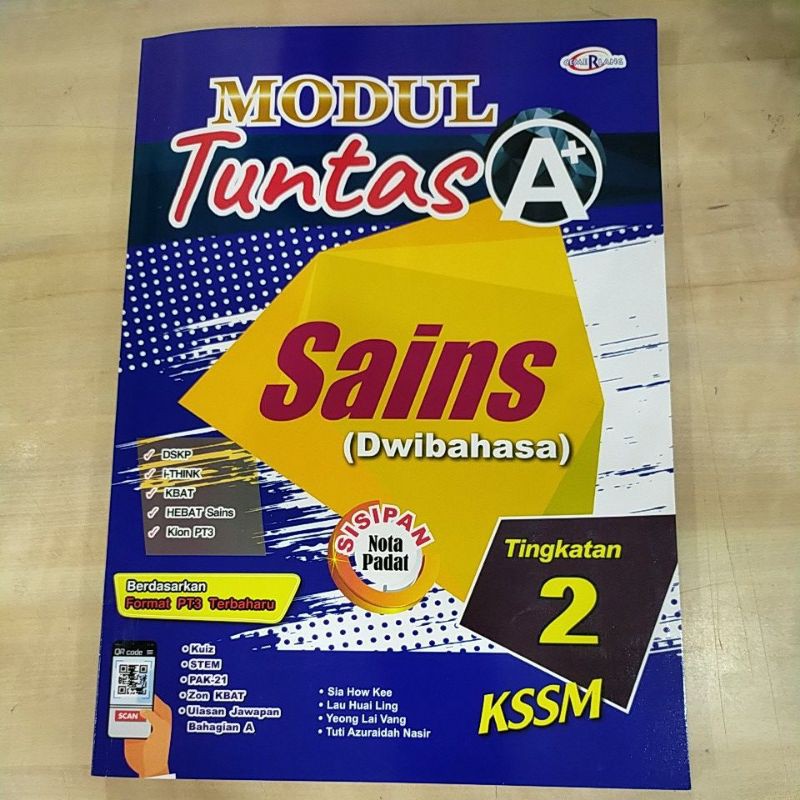 CEMERLANG
MODUL
Tuntas A+
Sains
(Dwibahasa)
✓ DSKP
✓ i-THINK
✓ KBAT
✓ HEBAT Sains
✓ Klon PT3
SISIPAN
Nota
Padat
Tingkatan
2
KSSM
Berdasarkan
Format PT3 Terbaharu
QR code
SCAN
• Kuiz
• STEM
• PAK-21
• Zon KBAT
• Ulasan Jawapan
Bahagian A
• Sia How Kee
• Lau Huai Ling
• Yeong Lai Vang
• Tuti Azuraidah Nasir